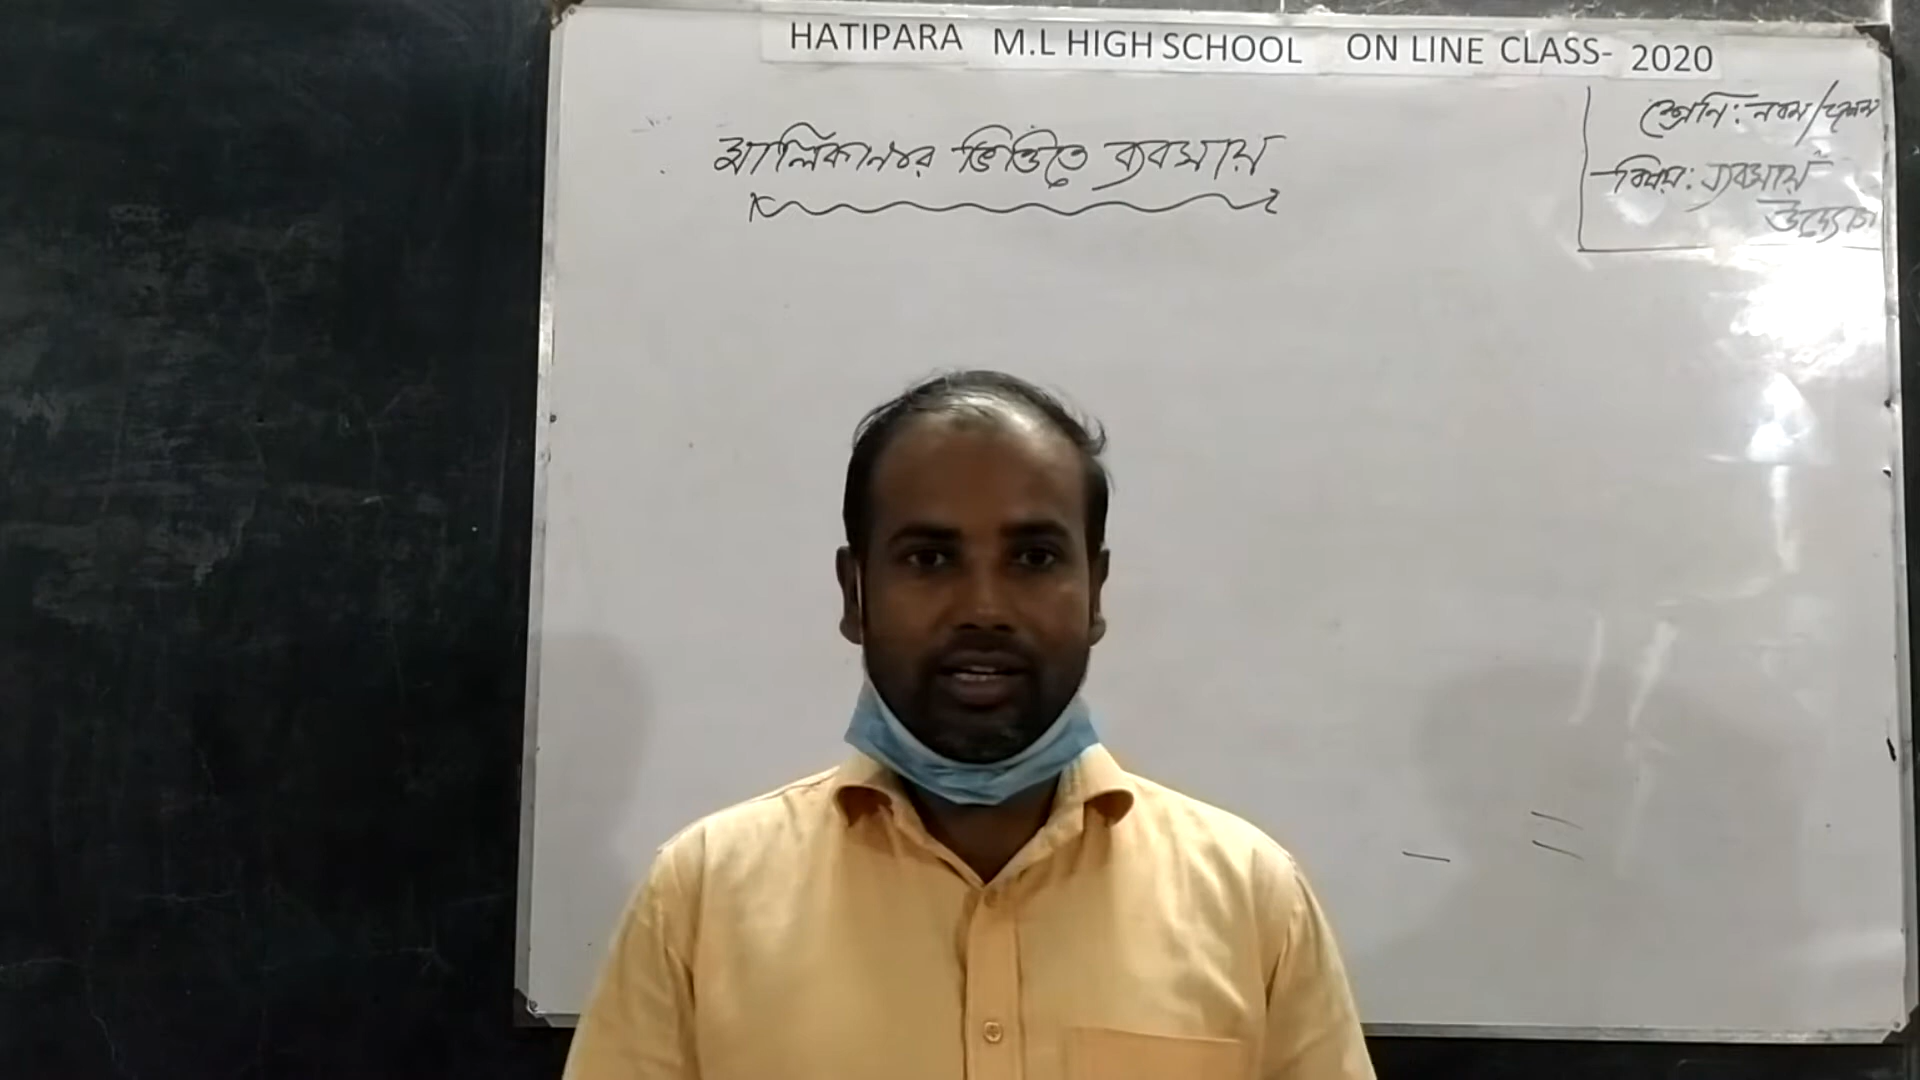 HATIPARA M.L HIGH SCHOOL ON LINE CLASS- 2020
মালিকানার ভিত্তিতে ব্যবসায়
শ্রেণি: নবম/দশম
বিষয়: ব্যবসায়
উদ্যোগ